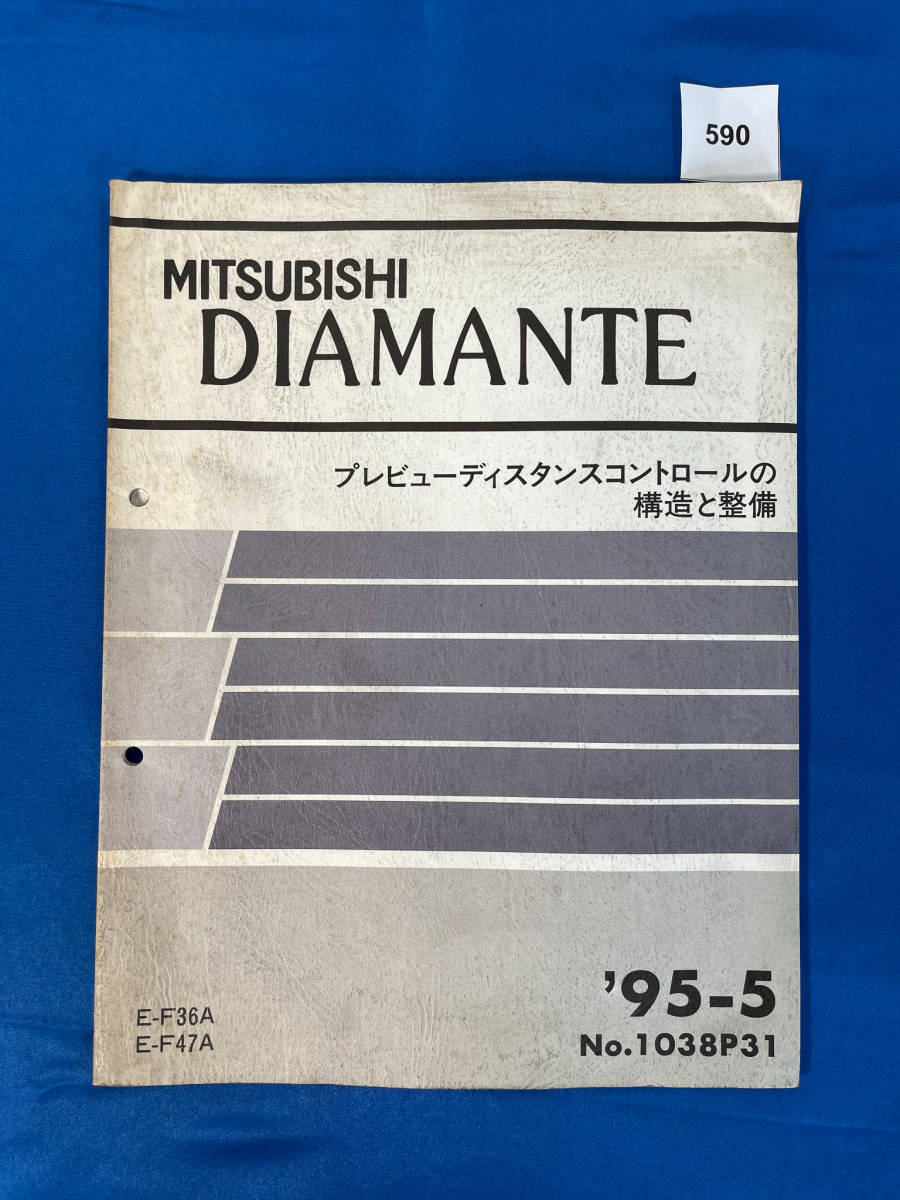 590
MITSUBISHI
DIAMANTE
プレビューディスタンスコントロールの
構造と整備
'95-5
No.1038P31
E-F36A
E-F47A